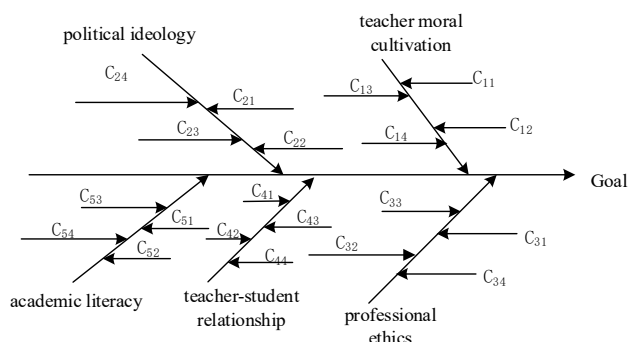 political ideology
teacher moral
cultivation
C24
C21
C23
C22
C11
C13
C12
C14
Goal
C53
C51
C54
C52
C41
C43
C42
C44
C33
C31
C32
C34
academic literacy
teacher-student
relationship
professional
ethics